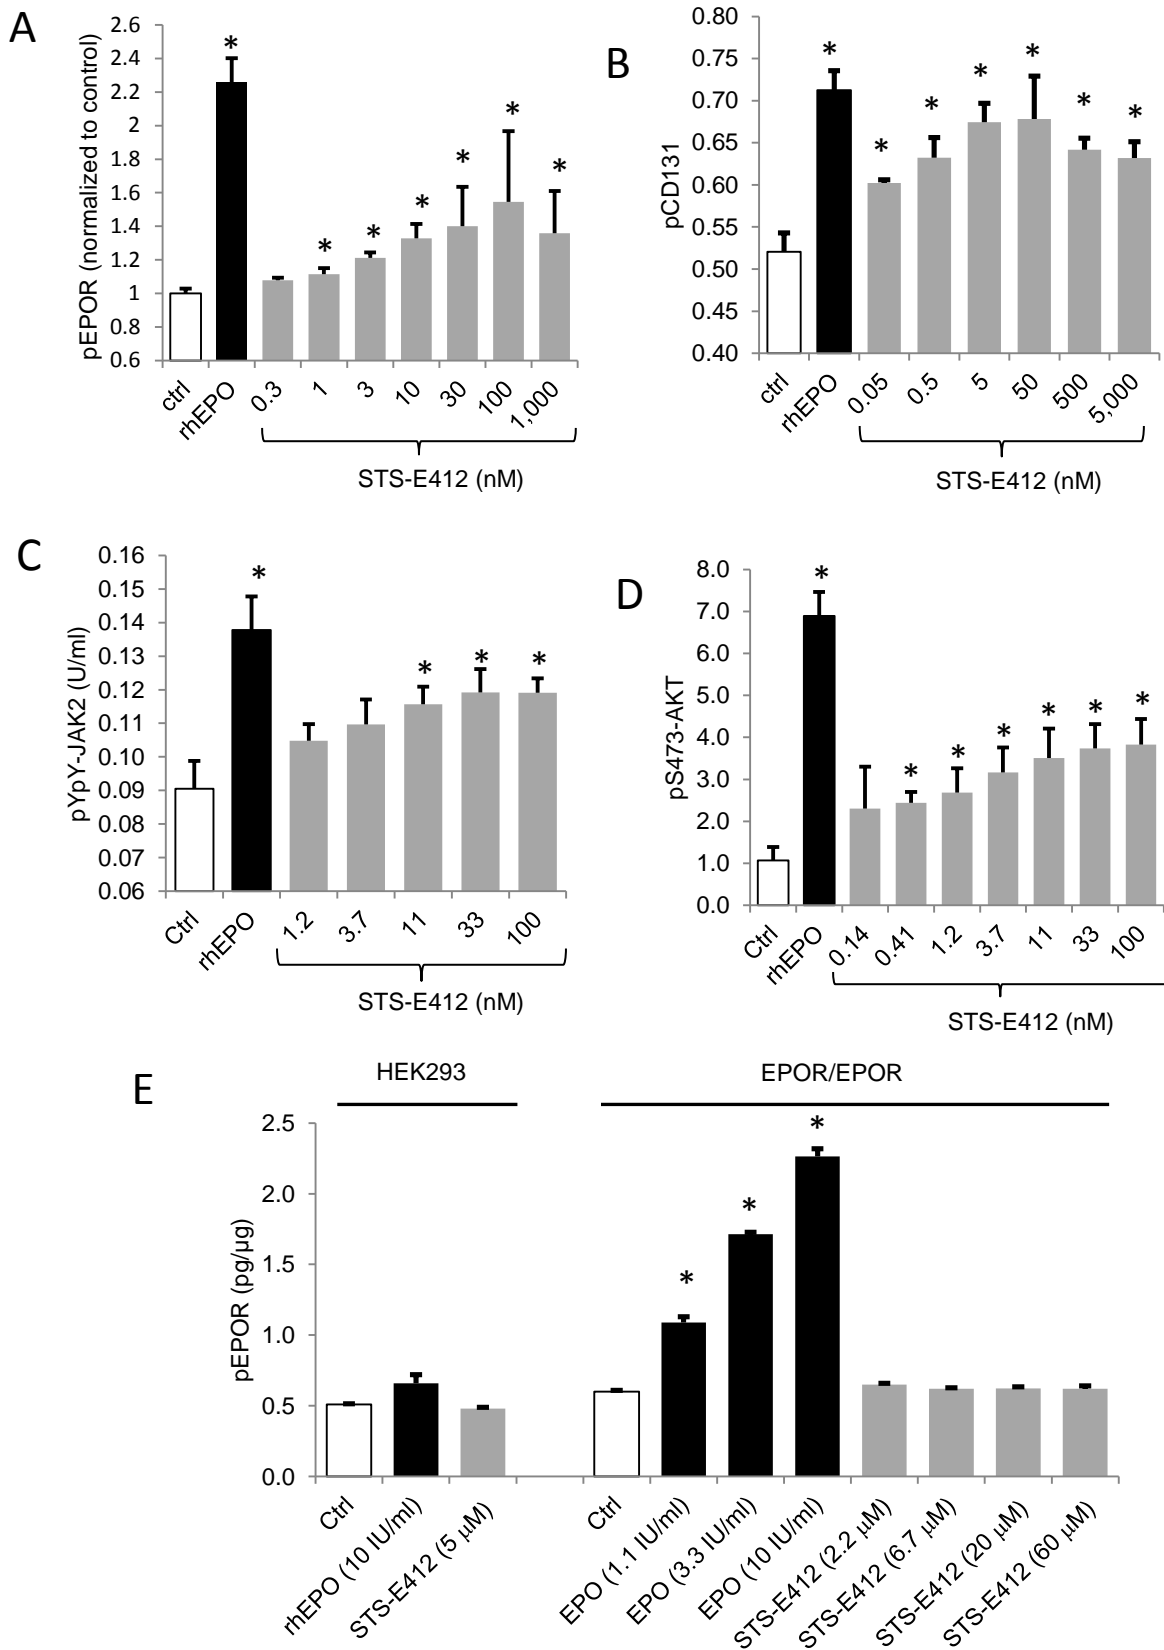 A
pEPOR (normalized to control)
2.6
2.4
2.2
2
1.8
1.6
1.4
1.2
1
0.8
0.6
* * * * * * *
ctrl rhEPO 0.3 1 3 10 30 100 1,000
STS-E412 (nM)
B
pCD131
0.80
0.75
0.70
0.65
0.60
0.55
0.50
0.45
0.40
* * * * * * *
ctrl rhEPO 0.05 0.5 5 50 500 5,000
STS-E412 (nM)
C
pYpY-JAK2 (U/ml)
0.16
0.15
0.14
0.13
0.12
0.11
0.10
0.09
0.08
0.07
0.06
* * * *
Ctrl rhEPO 1.2 3.7 11 33 100
STS-E412 (nM)
D
pS473-AKT
8.0
7.0
6.0
5.0
4.0
3.0
2.0
1.0
0.0
* * * * * * *
Ctrl rhEPO 0.14 0.41 1.2 3.7 11 33 100
STS-E412 (nM)
E
HEK293 EPOR/EPOR
pEPOR (pg/µg)
2.5
2.0
1.5
1.0
0.5
0.0
* * *
Ctrl
rhEPO (10 IU/ml)
STS-E412 (5 µM)
Ctrl
EPO (1.1 IU/ml)
EPO (3.3 IU/ml)
EPO (10 IU/ml)
STS-E412 (2.2 µM)
STS-E412 (6.7 µM)
STS-E412 (20 µM)
STS-E412 (60 µM)